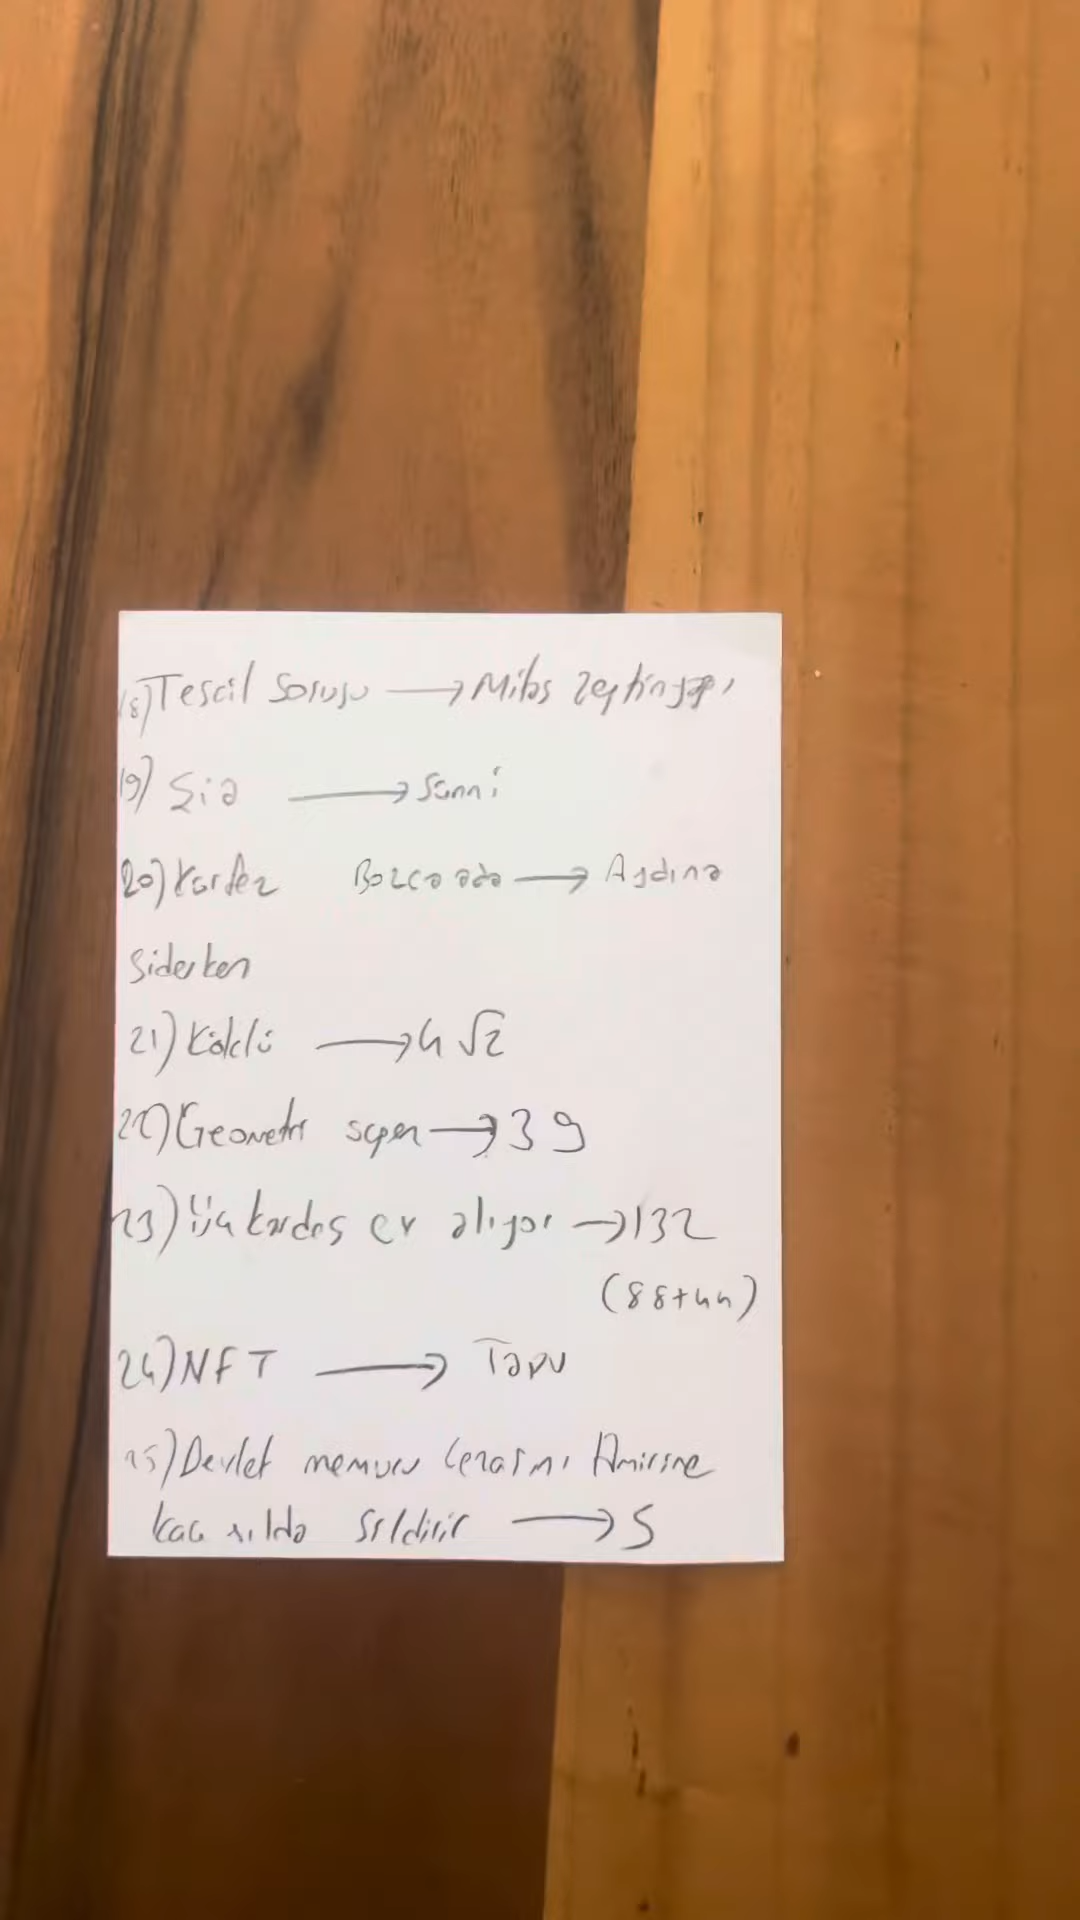 18) Tescil Sorusu → Milas Zeytinyağı
19) Şia → Sünni
20) Körfez Bozcaada → Aydına
Giderken
21) Köklü → 4 √2
22) Geometri → 39
23) Üç kardeş ev alıyor → 132
(88+44)
24) NFT → Tapu
25) Devlet memuru Cezasını Amirine
kaç yılda Sildirir → 5